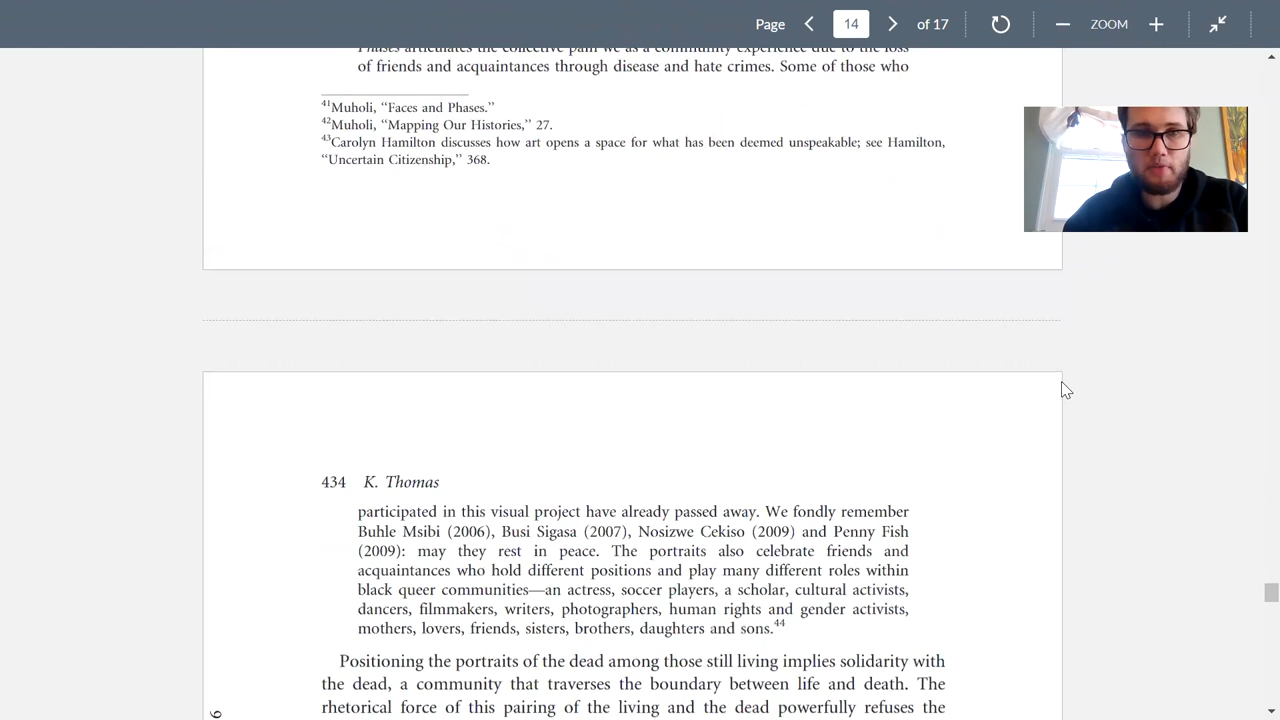 Page 14 of 17 ZOOM
Phases articulates the collective pain we as a community experience due to the loss
of friends and acquaintances through disease and hate crimes. Some of those who
41Muholi, “Faces and Phases.”
42Muholi, “Mapping Our Histories,” 27.
43Carolyn Hamilton discusses how art opens a space for what has been deemed unspeakable; see Hamilton,
“Uncertain Citizenship,” 368.
434 K. Thomas
participated in this visual project have already passed away. We fondly remember
Buhle Msibi (2006), Busi Sigasa (2007), Nosizwe Cekiso (2009) and Penny Fish
(2009): may they rest in peace. The portraits also celebrate friends and
acquaintances who hold different positions and play many different roles within
black queer communities—an actress, soccer players, a scholar, cultural activists,
dancers, filmmakers, writers, photographers, human rights and gender activists,
mothers, lovers, friends, sisters, brothers, daughters and sons.44
Positioning the portraits of the dead among those still living implies solidarity with
the dead, a community that traverses the boundary between life and death. The
rhetorical force of this pairing of the living and the dead powerfully refuses the